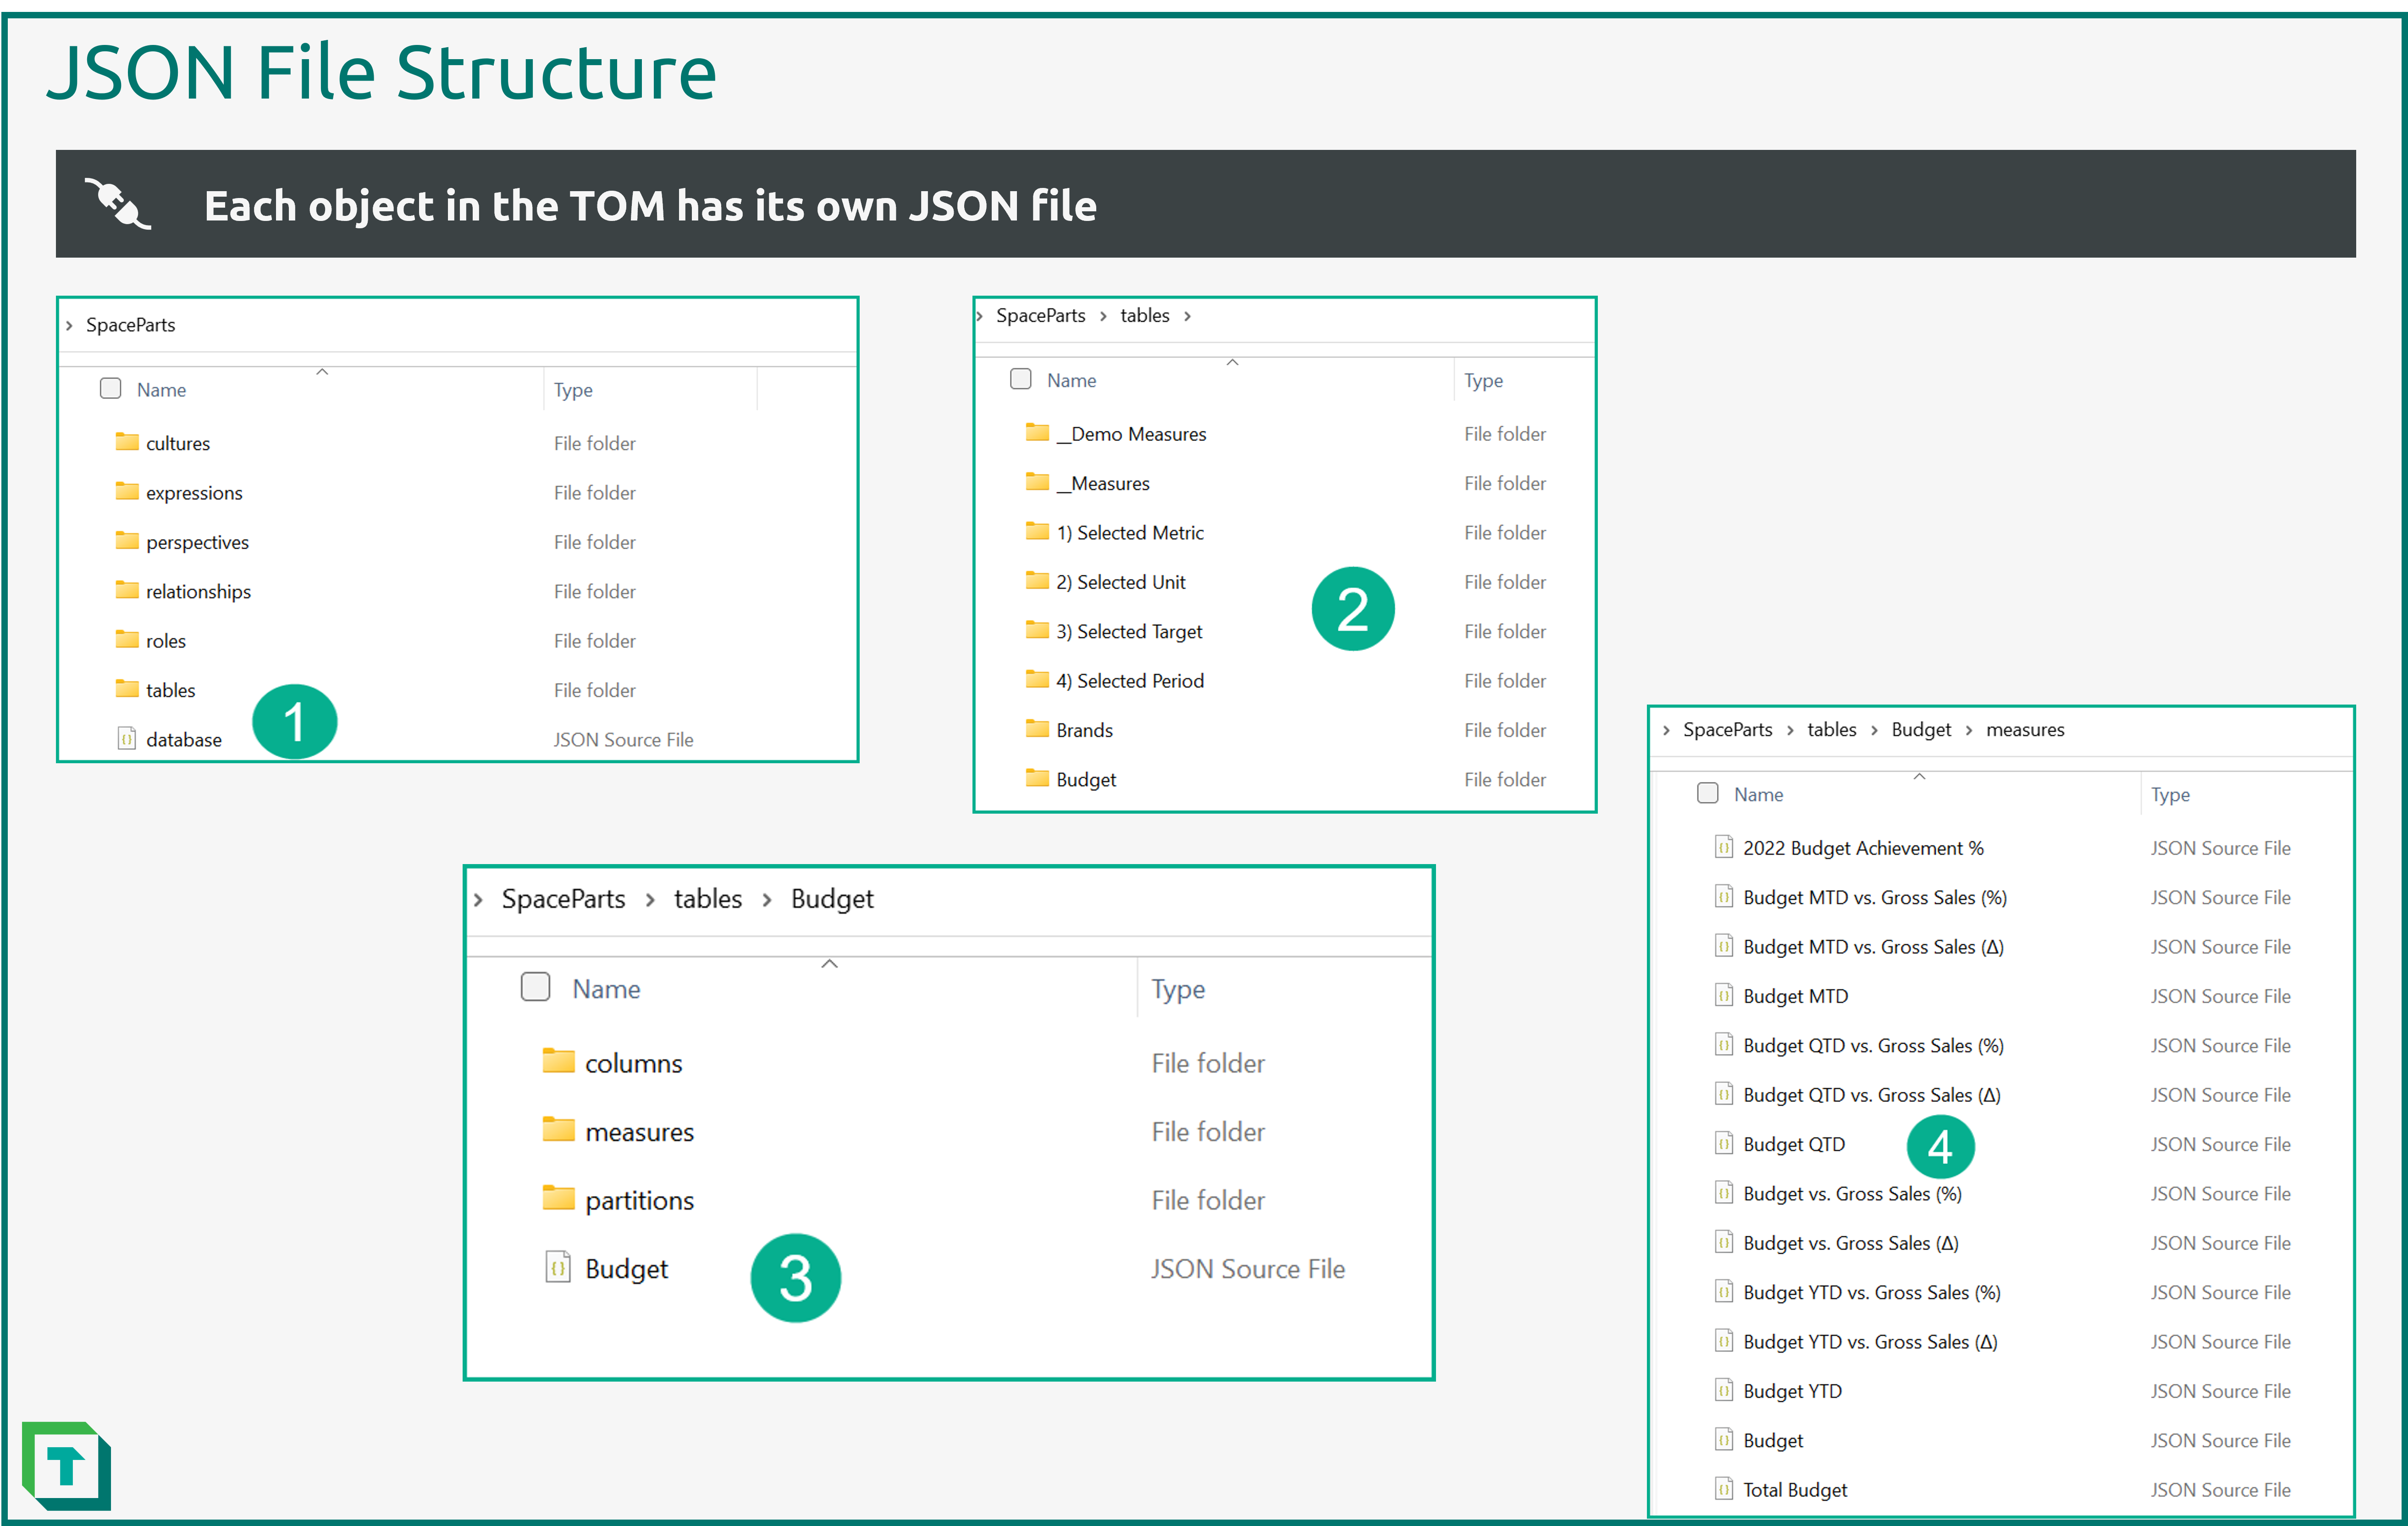 JSON File Structure
Each object in the TOM has its own JSON file
> SpaceParts
Name Type
cultures File folder
expressions File folder
perspectives File folder
relationships File folder
roles File folder
tables File folder
database JSON Source File
1
> SpaceParts > tables >
Name Type
__Demo Measures File folder
__Measures File folder
1) Selected Metric File folder
2) Selected Unit File folder
3) Selected Target File folder
4) Selected Period File folder
Brands File folder
Budget File folder
2
> SpaceParts > tables > Budget
Name Type
columns File folder
measures File folder
partitions File folder
Budget JSON Source File
3
> SpaceParts > tables > Budget > measures
Name Type
2022 Budget Achievement % JSON Source File
Budget MTD vs. Gross Sales (%) JSON Source File
Budget MTD vs. Gross Sales (Δ) JSON Source File
Budget MTD JSON Source File
Budget QTD vs. Gross Sales (%) JSON Source File
Budget QTD vs. Gross Sales (Δ) JSON Source File
Budget QTD JSON Source File
4
Budget vs. Gross Sales (%) JSON Source File
Budget vs. Gross Sales (Δ) JSON Source File
Budget YTD vs. Gross Sales (%) JSON Source File
Budget YTD vs. Gross Sales (Δ) JSON Source File
Budget YTD JSON Source File
Budget JSON Source File
Total Budget JSON Source File
T